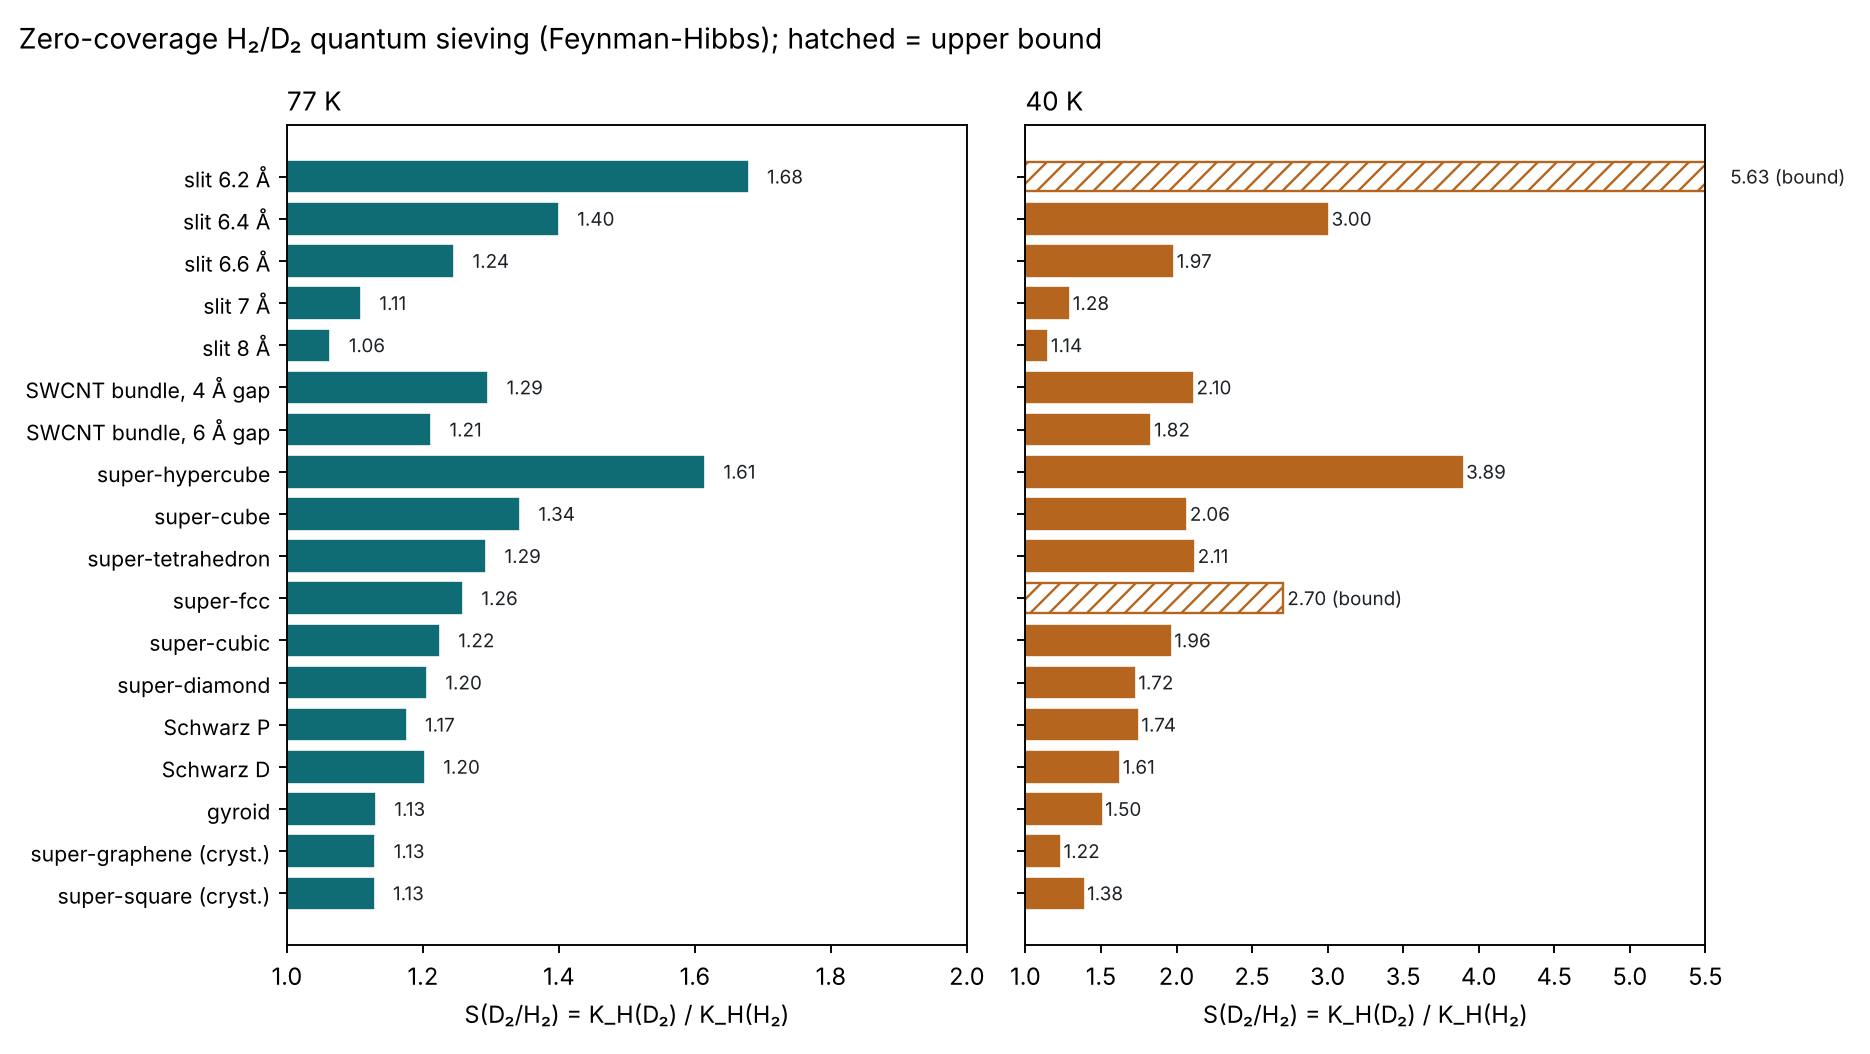 Zero-coverage H₂/D₂ quantum sieving (Feynman-Hibbs); hatched = upper bound
77 K
slit 6.2 Å 1.68
slit 6.4 Å 1.40
slit 6.6 Å 1.24
slit 7 Å 1.11
slit 8 Å 1.06
SWCNT bundle, 4 Å gap 1.29
SWCNT bundle, 6 Å gap 1.21
super-hypercube 1.61
super-cube 1.34
super-tetrahedron 1.29
super-fcc 1.26
super-cubic 1.22
super-diamond 1.20
Schwarz P 1.17
Schwarz D 1.20
gyroid 1.13
super-graphene (cryst.) 1.13
super-square (cryst.) 1.13
1.0 1.2 1.4 1.6 1.8 2.0
S(D₂/H₂) = K_H(D₂) / K_H(H₂)
40 K
5.63 (bound)
3.00
1.97
1.28
1.14
2.10
1.82
3.89
2.06
2.11
2.70 (bound)
1.96
1.72
1.74
1.61
1.50
1.22
1.38
1.0 1.5 2.0 2.5 3.0 3.5 4.0 4.5 5.0 5.5
S(D₂/H₂) = K_H(D₂) / K_H(H₂)